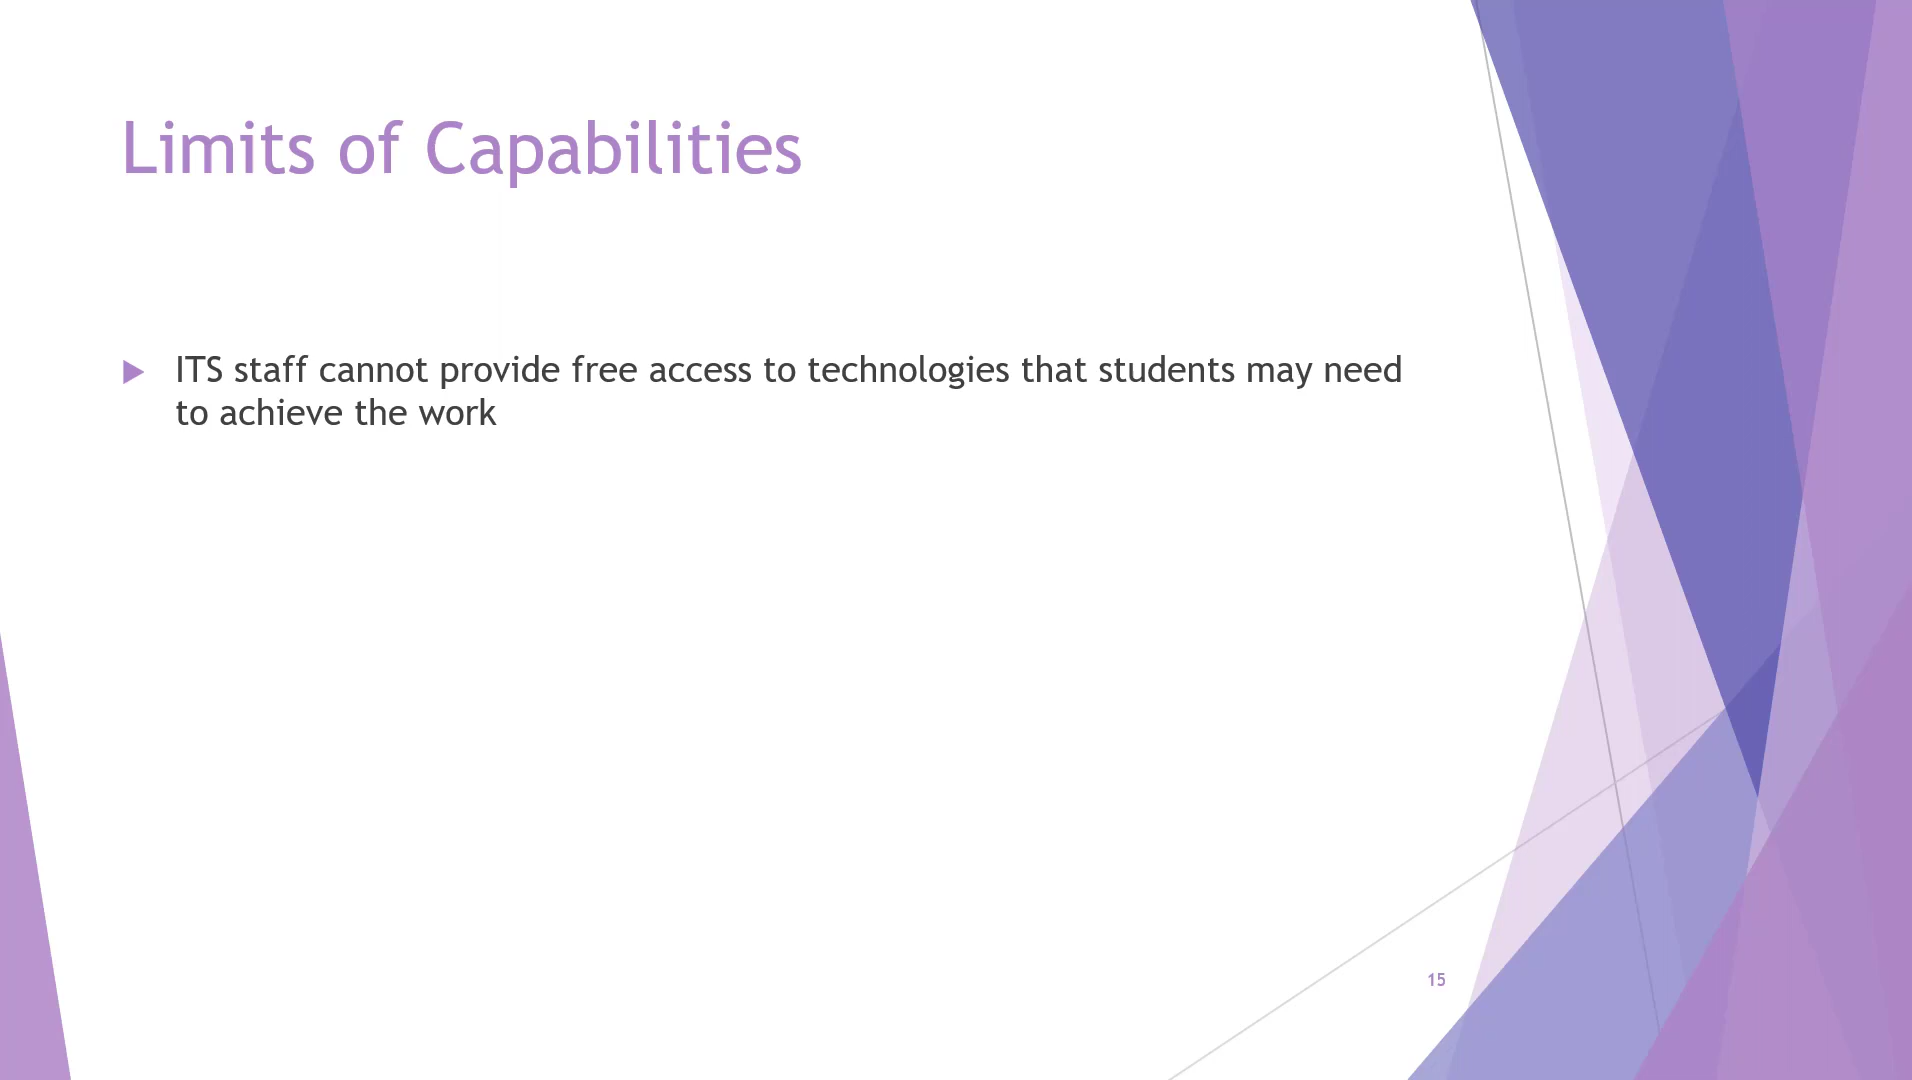 Limits of Capabilities
ITS staff cannot provide free access to technologies that students may need
to achieve the work
15